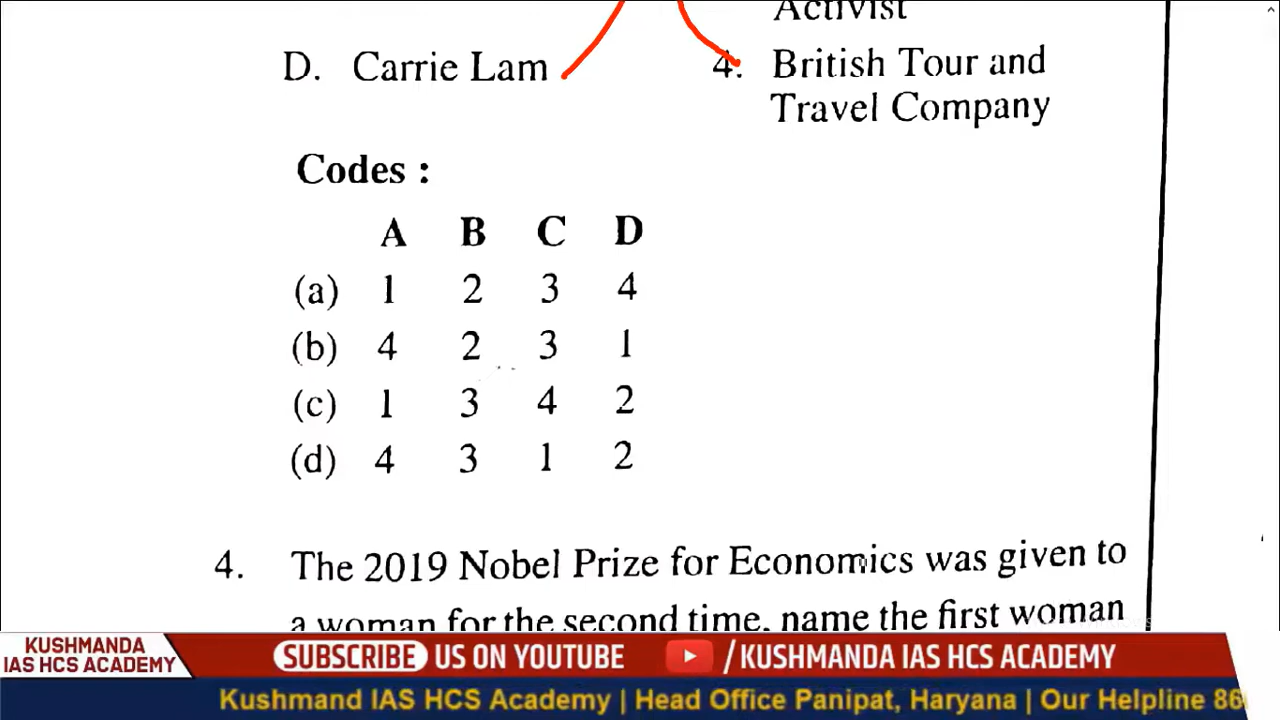 Activist
D. Carrie Lam
4. British Tour and
Travel Company
Codes :
A B C D
(a) 1 2 3 4
(b) 4 2 3 1
(c) 1 3 4 2
(d) 4 3 1 2
4. The 2019 Nobel Prize for Economics was given to
a woman for the second time, name the first woman
KUSHMANDA
IAS HCS ACADEMY
SUBSCRIBE US ON YOUTUBE /KUSHMANDA IAS HCS ACADEMY
Kushmand IAS HCS Academy | Head Office Panipat, Haryana | Our Helpline 86